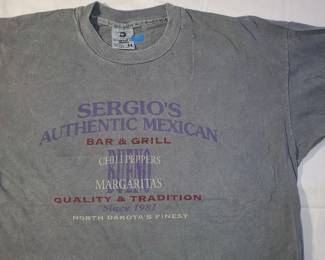 SERGIO'S
AUTHENTIC MEXICAN
BAR & GRILL
CHILI PEPPERS
MARGARITAS
QUALITY & TRADITION
Since 1981
NORTH DAKOTA'S FINEST